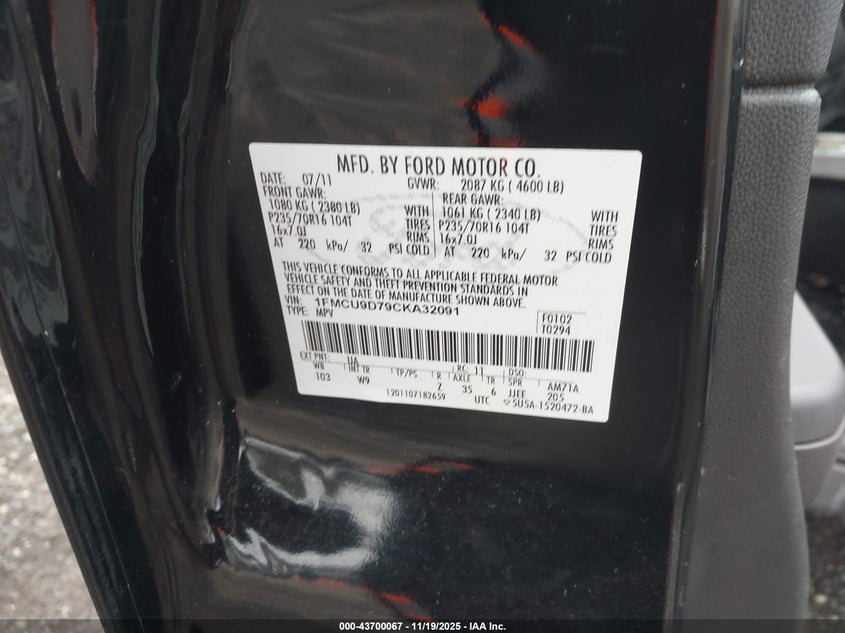 MFD. BY FORD MOTOR CO.
DATE: 07/11 GVWR: 2087 KG ( 4600 LB)
FRONT GAWR: REAR GAWR:
1080 KG ( 2380 LB) WITH 1061 KG ( 2340 LB) WITH
P235/70R16 104T TIRES P235/70R16 104T TIRES
16x7.0J RIMS 16x7.0J RIMS
AT 220 kPa/ 32 PSI COLD AT 220 kPa/ 32 PSI COLD
THIS VEHICLE CONFORMS TO ALL APPLICABLE FEDERAL MOTOR
VEHICLE SAFETY AND THEFT PREVENTION STANDARDS IN
EFFECT ON THE DATE OF MANUFACTURE SHOWN ABOVE.
VIN: 1FMCU9D79CKA32091 F0102
TYPE: MPV T0294
EXT PNT: UA RC: 11 DSO:
WB INT TR TP/PS R AXLE TR SPR AM71A
103 W9 Z 35 6 JJEE 205
1201107182659 UTC 5U5A-1520472-BA
000-43700067 - 11/19/2025 - IAA Inc.